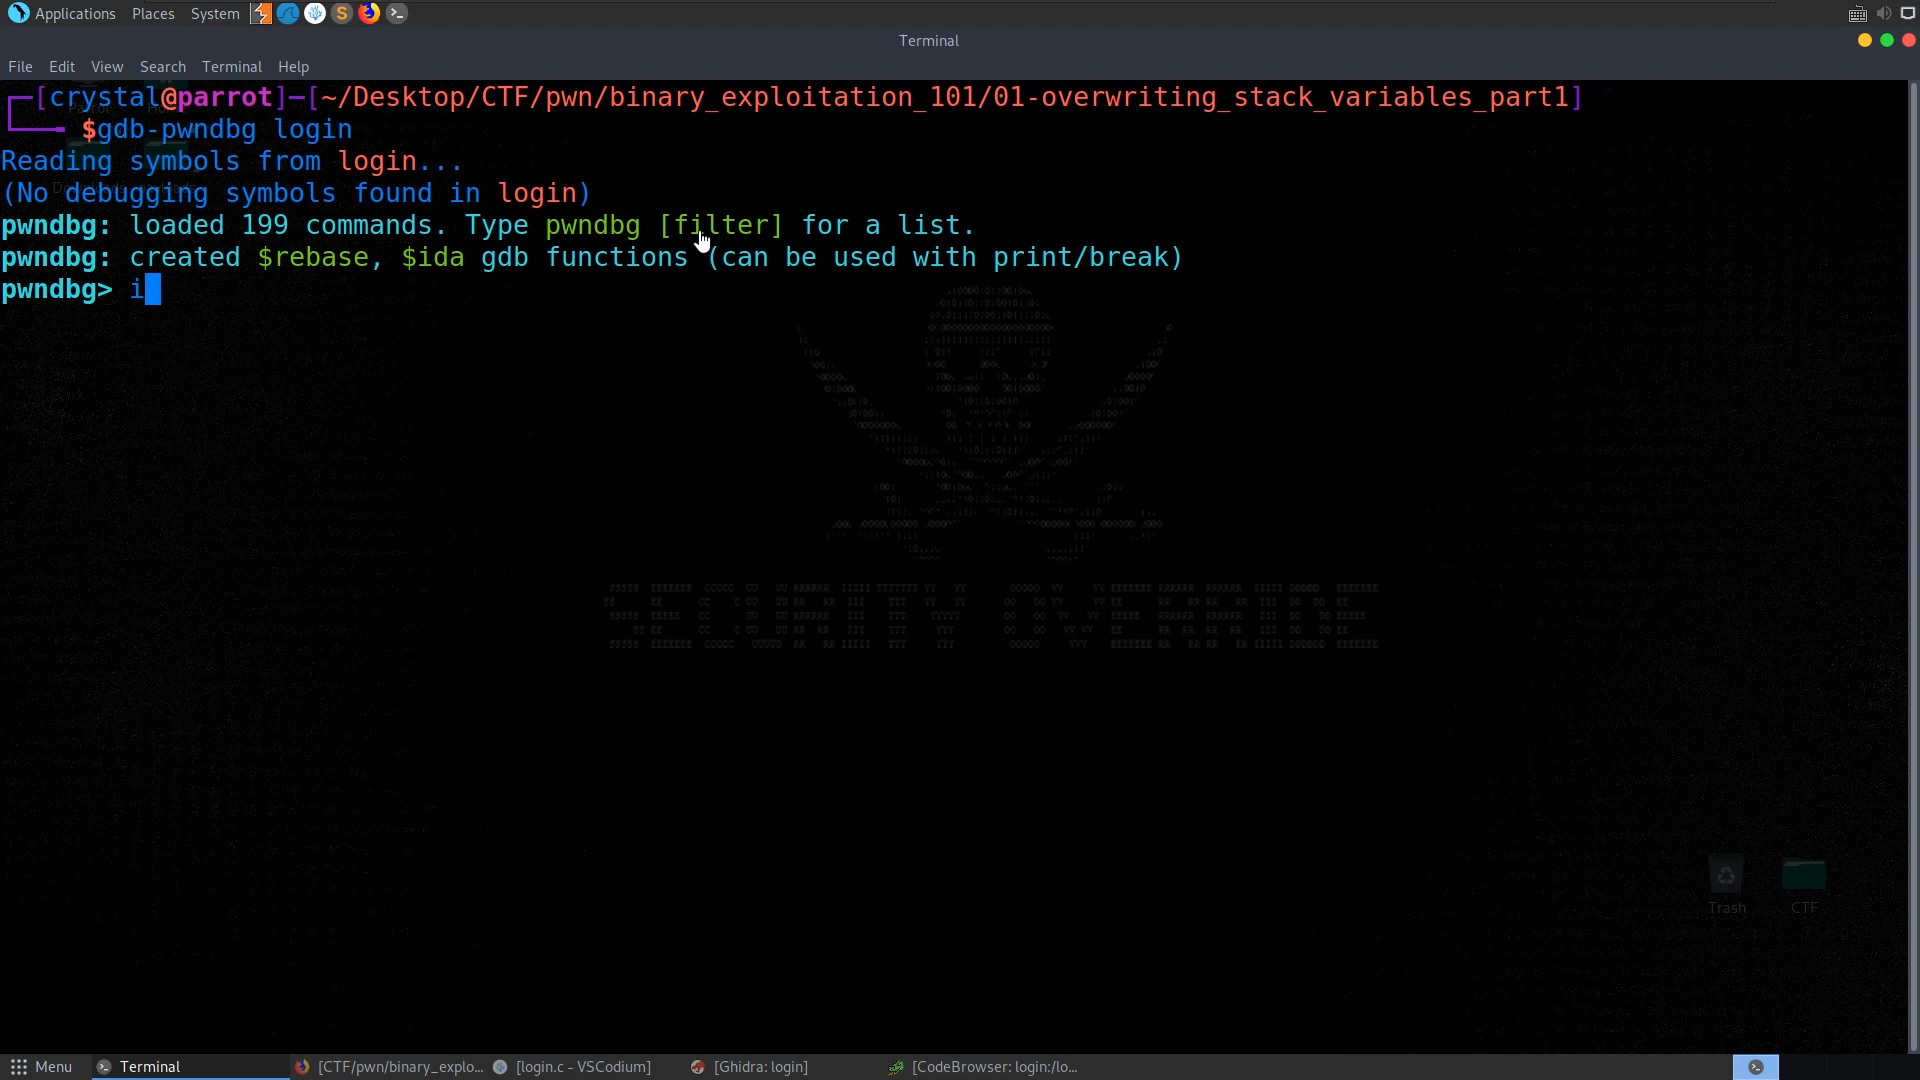 Applications Places System
Terminal
File Edit View Search Terminal Help
┌─[crystal@parrot]─[~/Desktop/CTF/pwn/binary_exploitation_101/01-overwriting_stack_variables_part1]
└──╼ $gdb-pwndbg login
Reading symbols from login...
(No debugging symbols found in login)
pwndbg: loaded 199 commands. Type pwndbg [filter] for a list.
pwndbg: created $rebase, $ida gdb functions (can be used with print/break)
pwndbg> i
SECURITY OVERRIDE
Trash CTF
Menu Terminal [CTF/pwn/binary_explo... [login.c - VSCodium] [Ghidra: login] [CodeBrowser: login:/lo...